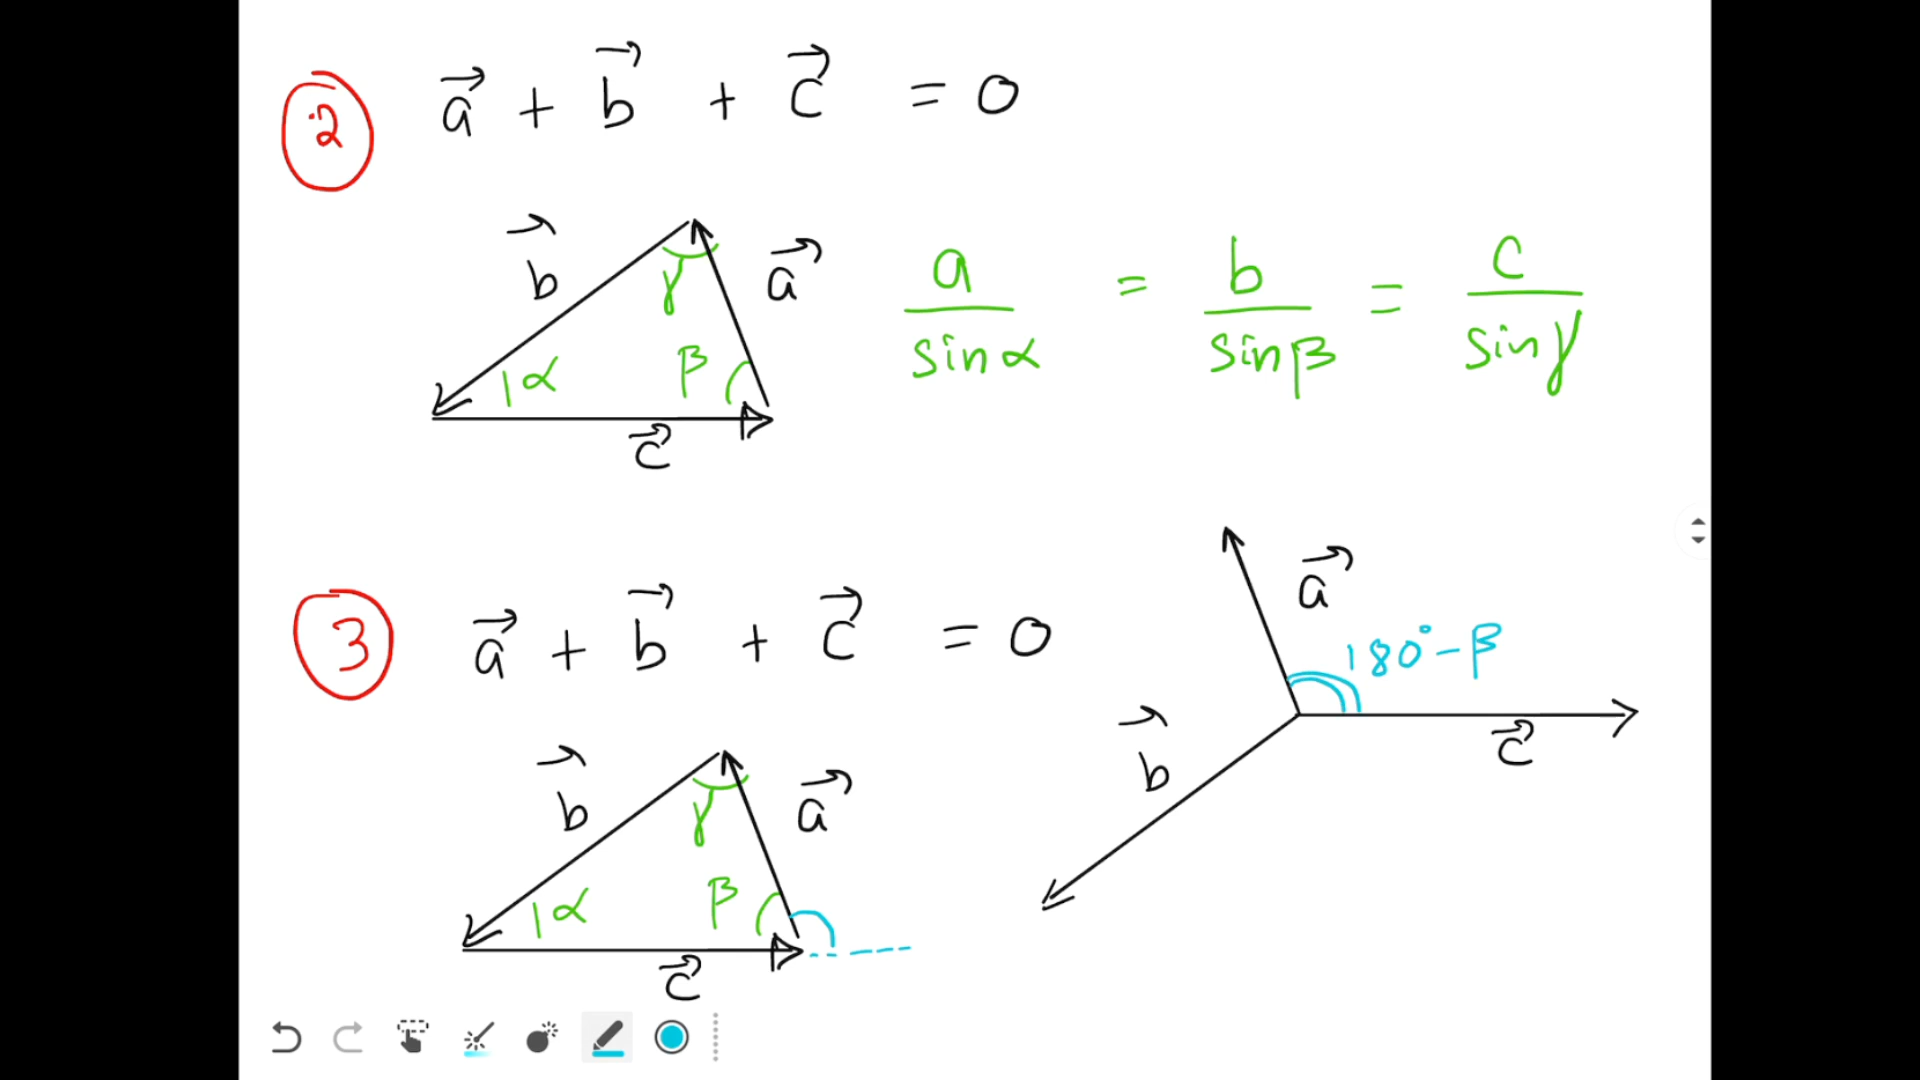 ② a⃗ + b⃗ + c⃗ = 0
b⃗ γ a⃗
α β
c⃗
a/sinα = b/sinβ = c/sinγ
③ a⃗ + b⃗ + c⃗ = 0
b⃗ γ a⃗
α β
c⃗
a⃗
180° - β
b⃗ c⃗